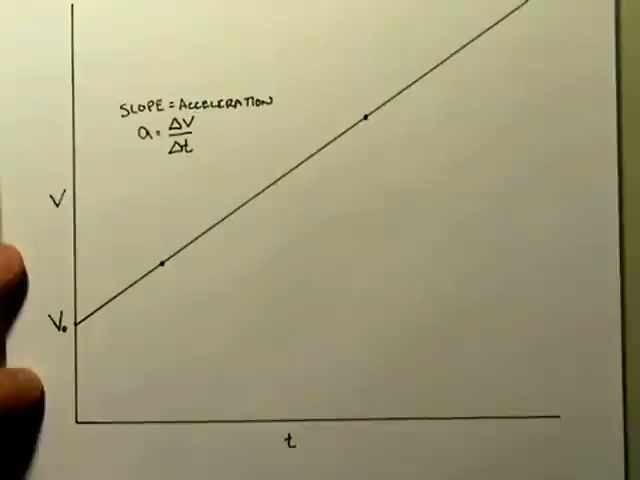 SLOPE = ACCELERATION
a = ΔV
Δt
V
V₀
t